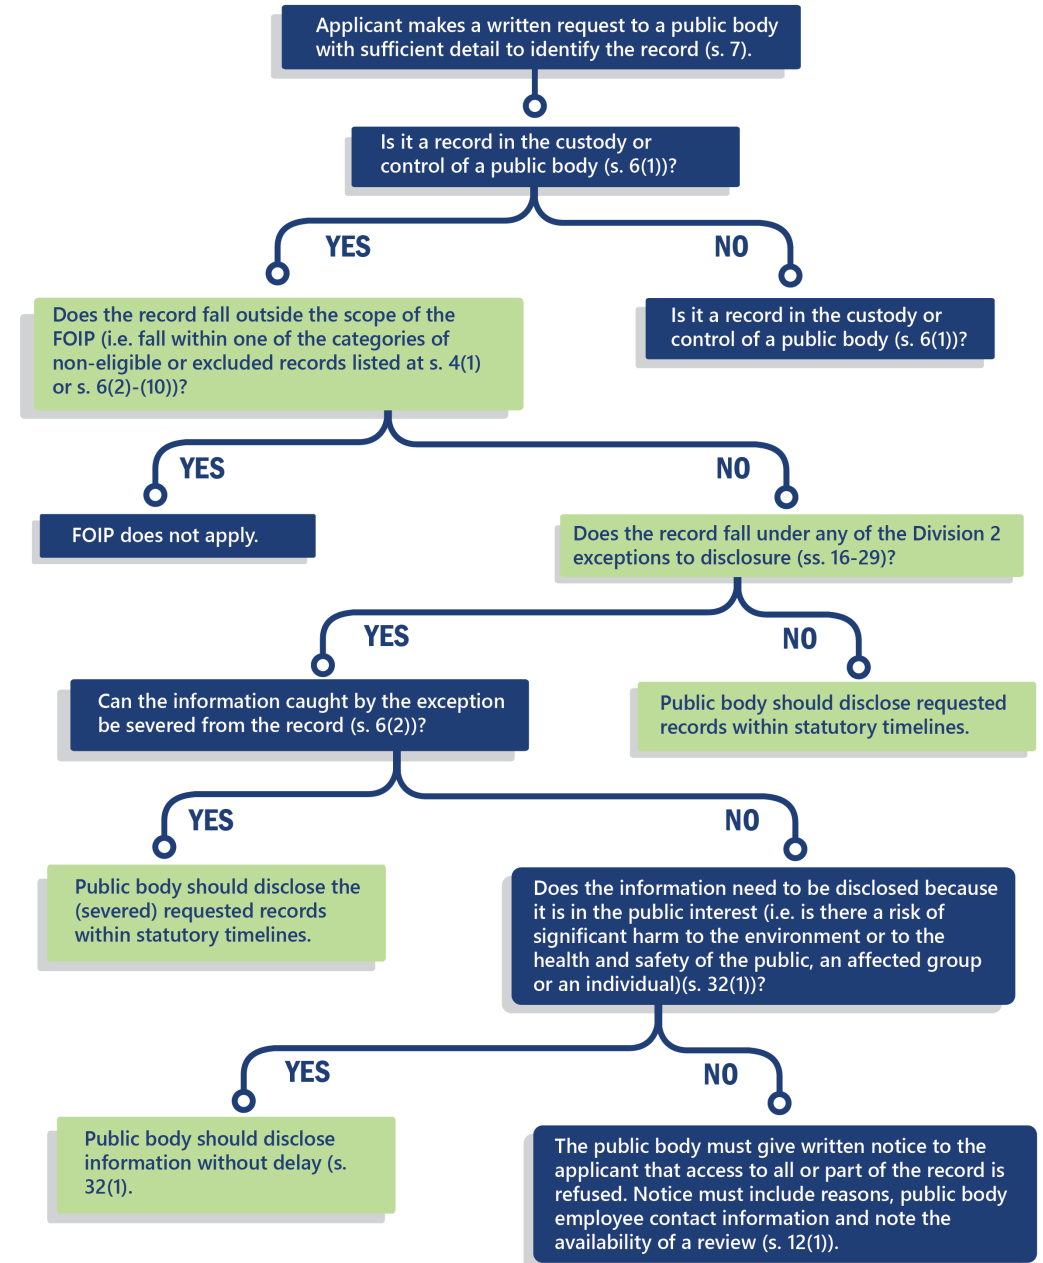 Applicant makes a written request to a public body
with sufficient detail to identify the record (s. 7).
Is it a record in the custody or
control of a public body (s. 6(1))?
YES
NO
Does the record fall outside the scope of the
FOIP (i.e. fall within one of the categories of
non-eligible or excluded records listed at s. 4(1)
or s. 6(2)-(10))?
Is it a record in the custody or
control of a public body (s. 6(1))?
YES
NO
FOIP does not apply.
Does the record fall under any of the Division 2
exceptions to disclosure (ss. 16-29)?
YES
NO
Can the information caught by the exception
be severed from the record (s. 6(2))?
Public body should disclose requested
records within statutory timelines.
YES
NO
Public body should disclose the
(severed) requested records
within statutory timelines.
Does the information need to be disclosed because
it is in the public interest (i.e. is there a risk of
significant harm to the environment or to the
health and safety of the public, an affected group
or an individual)(s. 32(1))?
YES
NO
Public body should disclose
information without delay (s.
32(1).
The public body must give written notice to the
applicant that access to all or part of the record is
refused. Notice must include reasons, public body
employee contact information and note the
availability of a review (s. 12(1)).